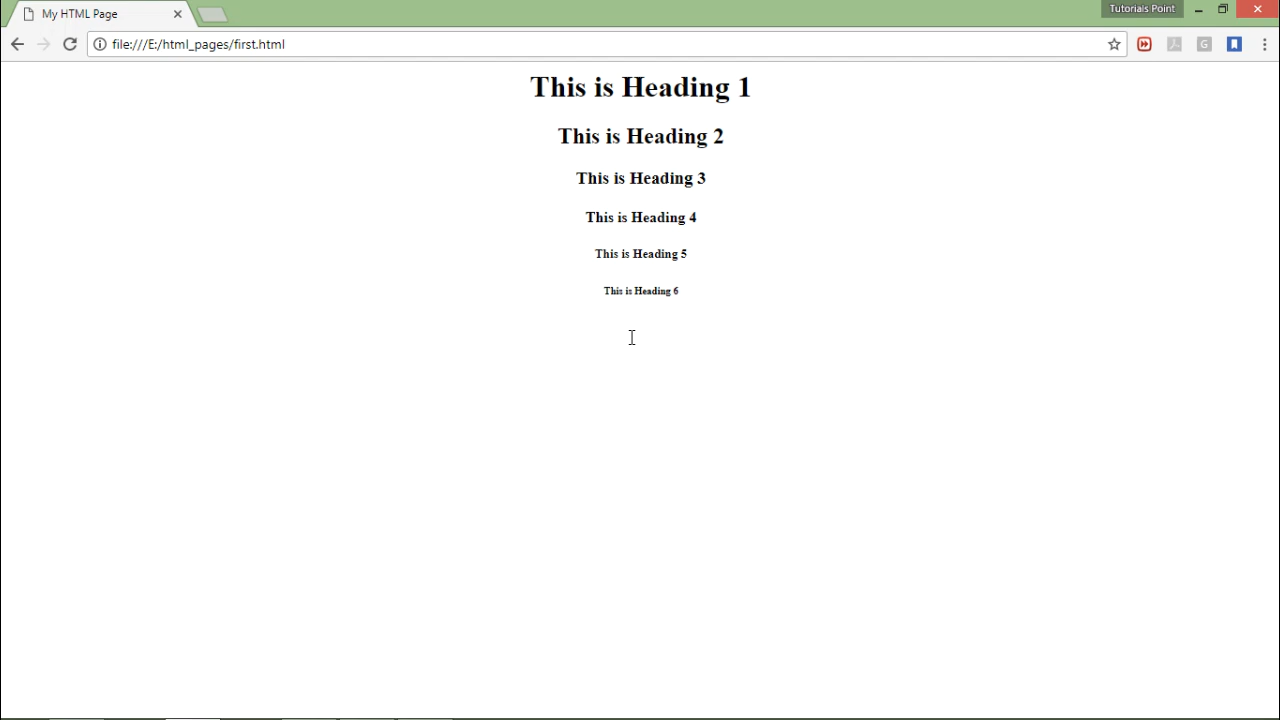 My HTML Page
Tutorials Point
file:///E:/html_pages/first.html
This is Heading 1
This is Heading 2
This is Heading 3
This is Heading 4
This is Heading 5
This is Heading 6